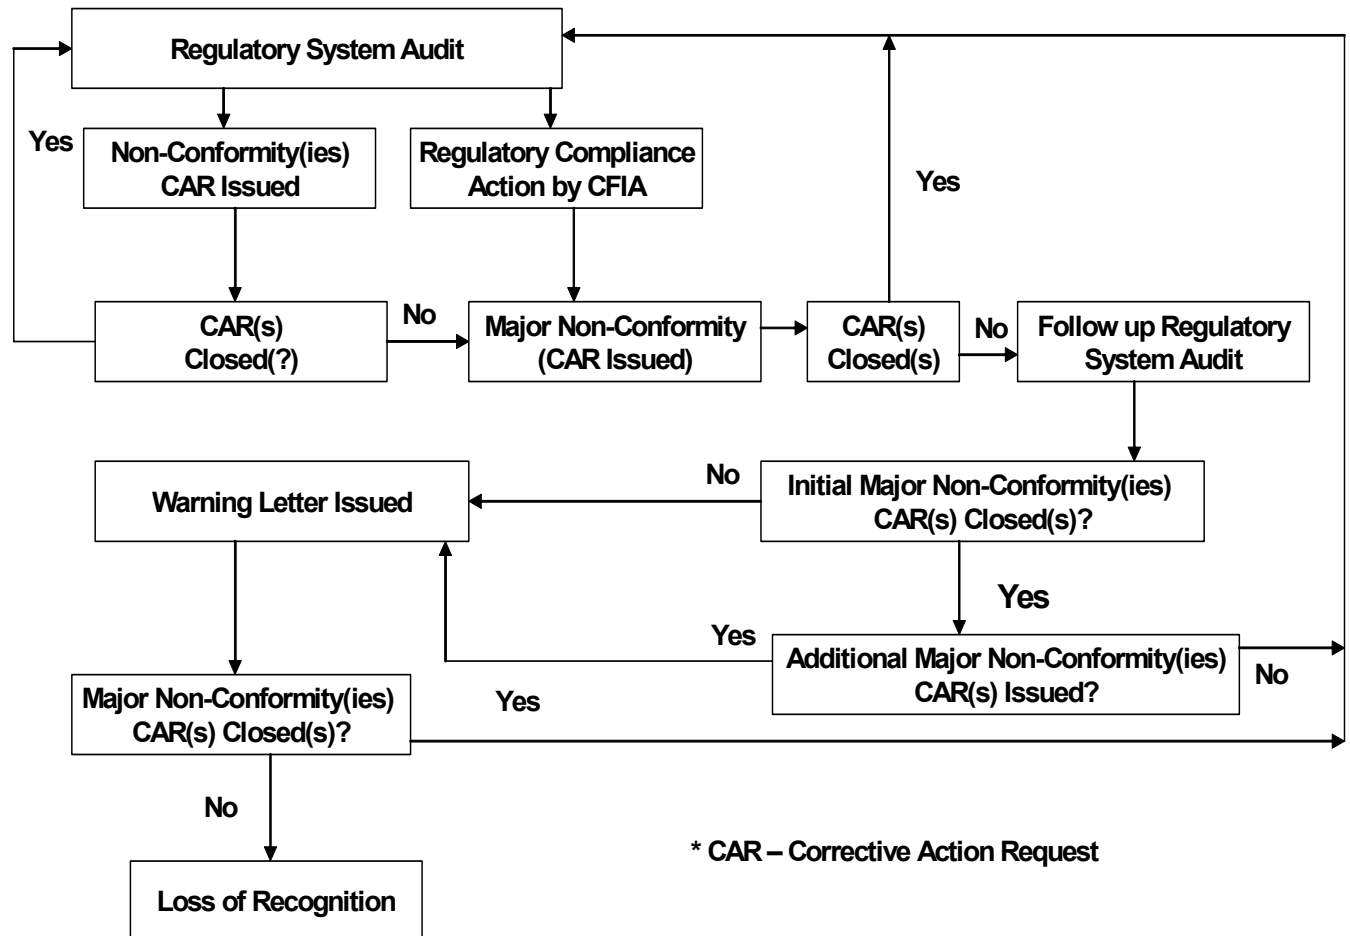 Regulatory System Audit
Yes
Non-Conformity(ies)
CAR Issued
Regulatory Compliance
Action by CFIA
Yes
CAR(s)
Closed(?)
No
Major Non-Conformity
(CAR Issued)
CAR(s)
Closed(s)
No
Follow up Regulatory
System Audit
Warning Letter Issued
No
Initial Major Non-Conformity(ies)
CAR(s) Closed(s)?
Yes
Yes
Additional Major Non-Conformity(ies)
CAR(s) Issued?
No
Major Non-Conformity(ies)
CAR(s) Closed(s)?
Yes
No
* CAR – Corrective Action Request
Loss of Recognition